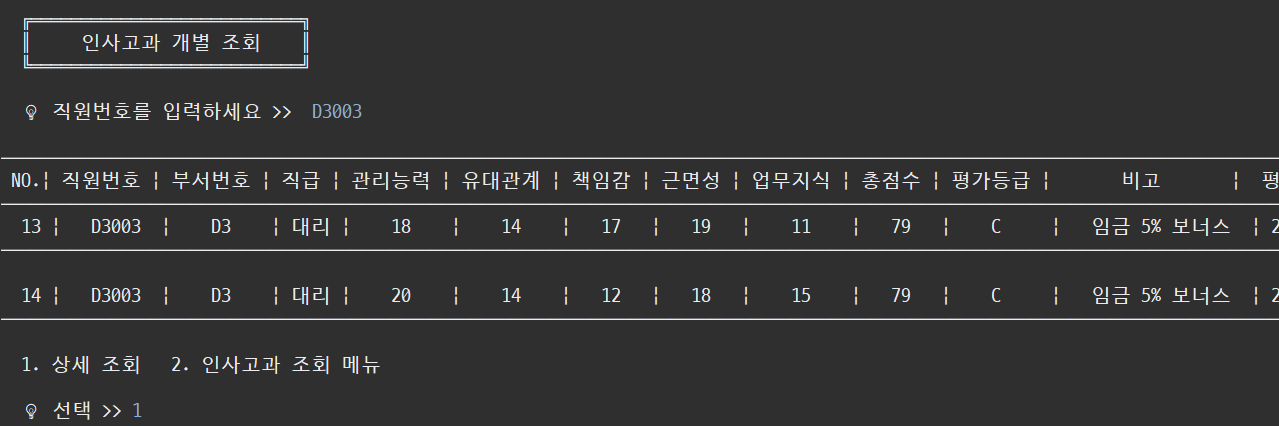 인사고과 개별 조회
직원번호를 입력하세요 >> D3003
NO.¦ 직원번호 ¦ 부서번호 ¦ 직급 ¦ 관리능력 ¦ 유대관계 ¦ 책임감 ¦ 근면성 ¦ 업무지식 ¦ 총점수 ¦ 평가등급 ¦ 비고 ¦ 평
13 ¦ D3003 ¦ D3 ¦ 대리 ¦ 18 ¦ 14 ¦ 17 ¦ 19 ¦ 11 ¦ 79 ¦ C ¦ 임금 5% 보너스 ¦ 2
14 ¦ D3003 ¦ D3 ¦ 대리 ¦ 20 ¦ 14 ¦ 12 ¦ 18 ¦ 15 ¦ 79 ¦ C ¦ 임금 5% 보너스 ¦ 2
1. 상세 조회 2. 인사고과 조회 메뉴
선택 >> 1